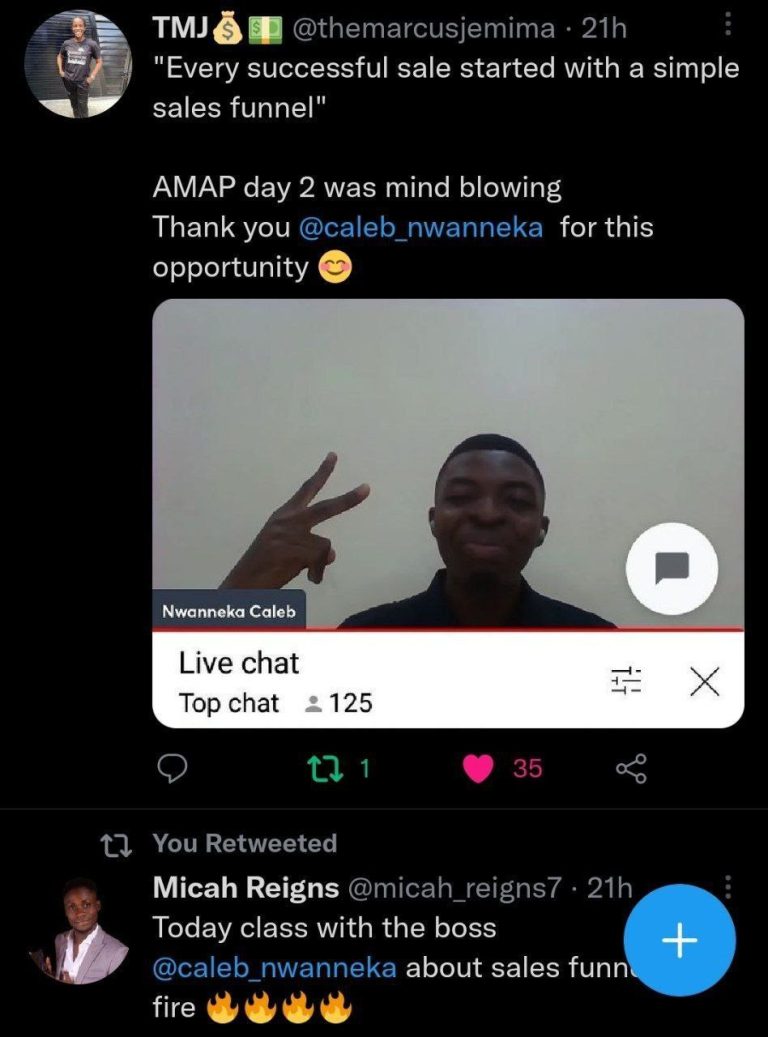 TMJ💰💵 @themarcusjemima · 21h
"Every successful sale started with a simple
sales funnel"
AMAP day 2 was mind blowing
Thank you @caleb_nwanneka for this
opportunity 😊
Nwanneka Caleb
Live chat
Top chat 125
1 35
You Retweeted
Micah Reigns @micah_reigns7 · 21h
Today class with the boss
@caleb_nwanneka about sales
fire 🔥🔥🔥🔥